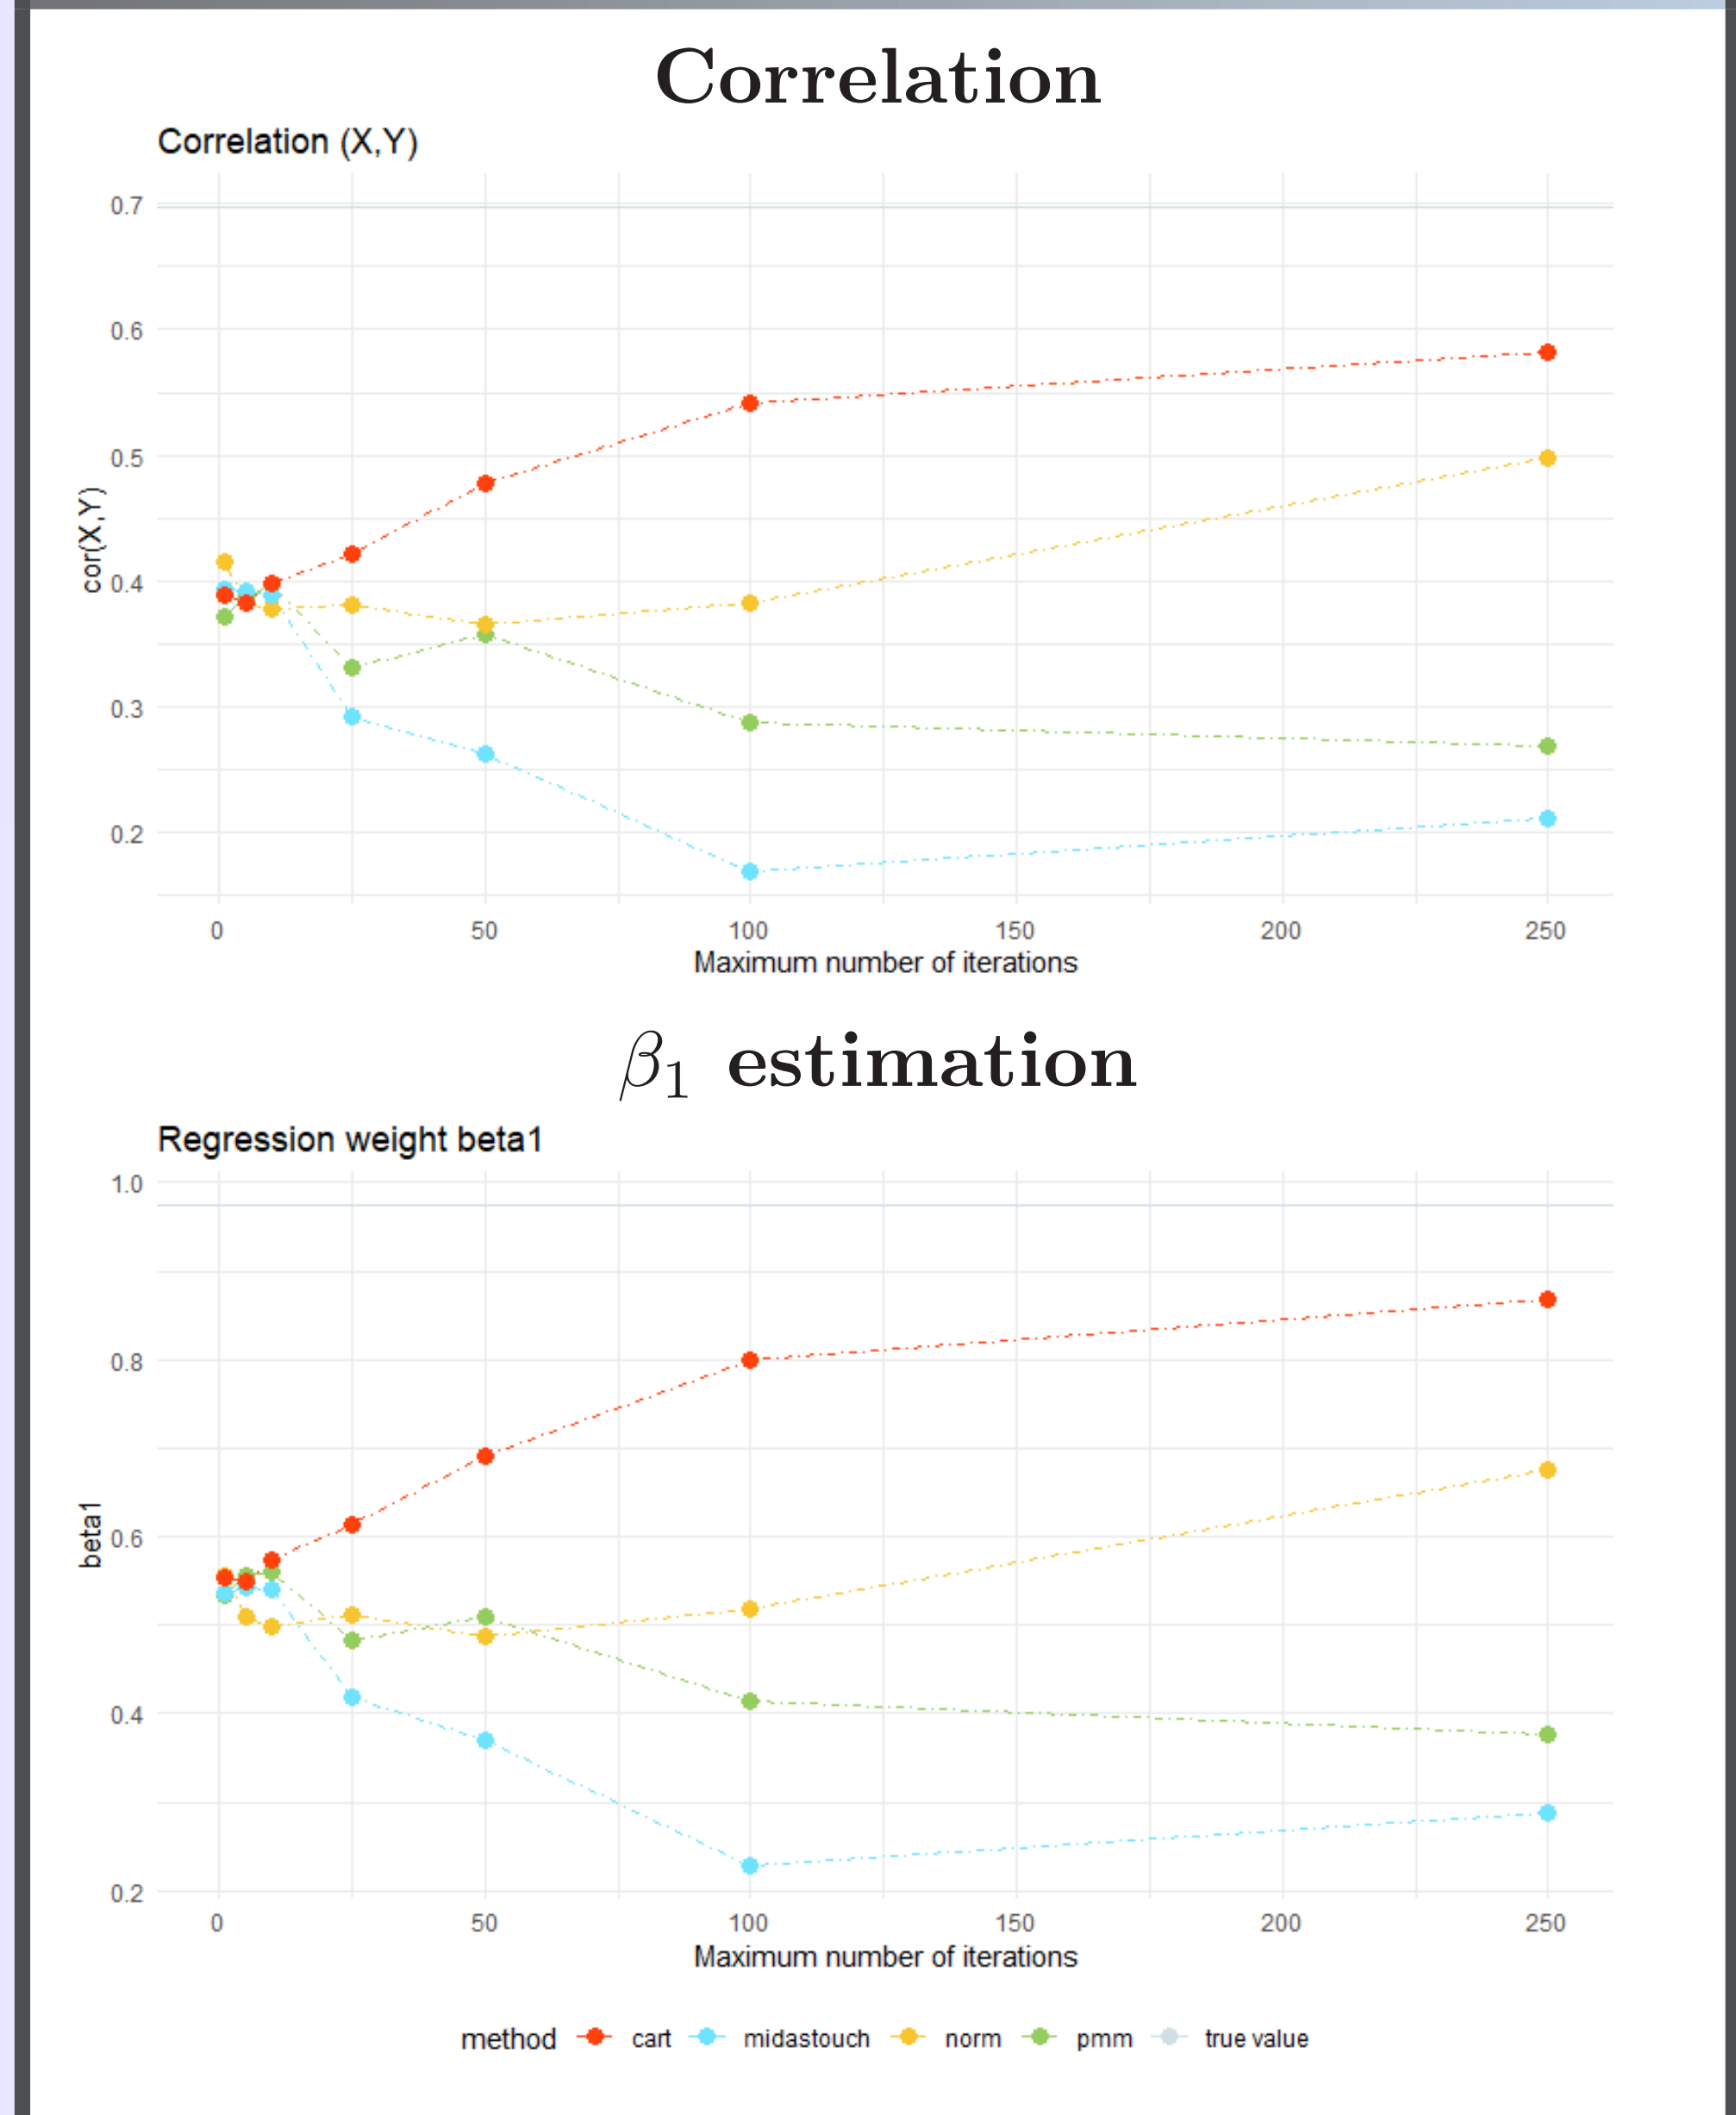 Correlation
Correlation (X,Y)
0.7
0.6
0.5
0.4
0.3
0.2
cor(X,Y)
0 50 100 150 200 250
Maximum number of iterations
β₁ estimation
Regression weight beta1
1.0
0.8
0.6
0.4
0.2
beta1
0 50 100 150 200 250
Maximum number of iterations
method cart midastouch norm pmm true value